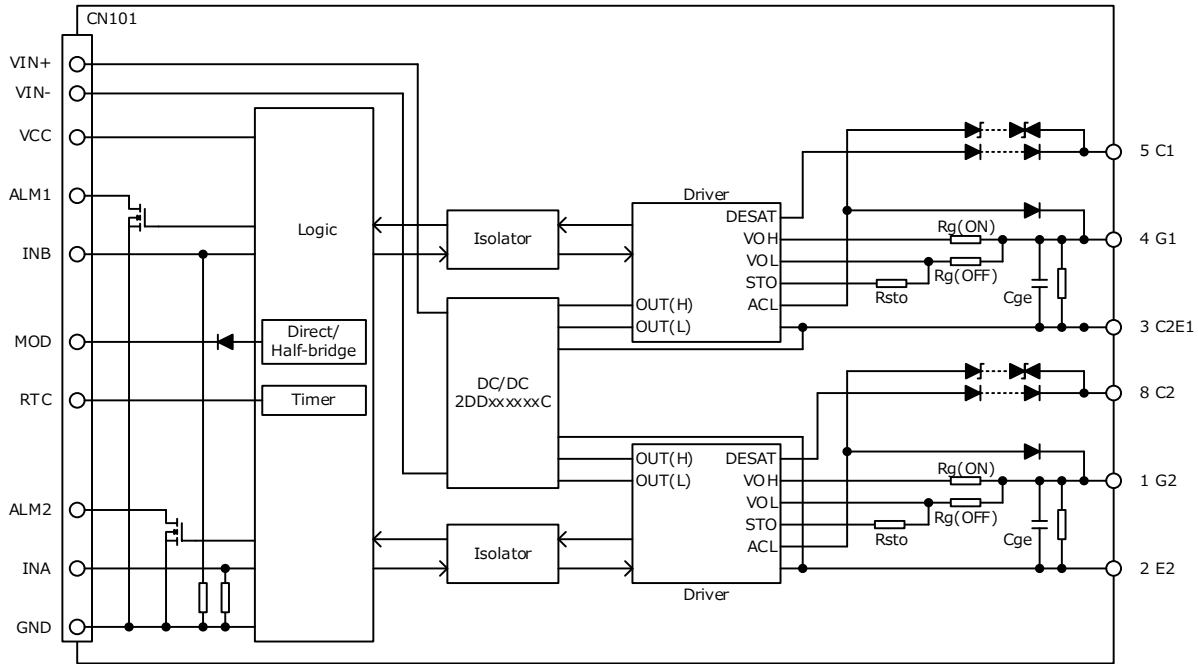 CN101
VIN+
VIN-
VCC
ALM1
INB
MOD
RTC
ALM2
INA
GND
Logic
Direct/
Half-bridge
Timer
Isolator
DC/DC
2DDxxxxxxC
Isolator
Driver
DESAT
VOH
VOL
STO
ACL
OUT(H)
OUT(L)
Rg(ON)
Rg(OFF)
Rsto
Cge
5 C1
4 G1
3 C2E1
OUT(H)
OUT(L)
DESAT
VOH
VOL
STO
ACL
Driver
Rg(ON)
Rg(OFF)
Rsto
Cge
8 C2
1 G2
2 E2